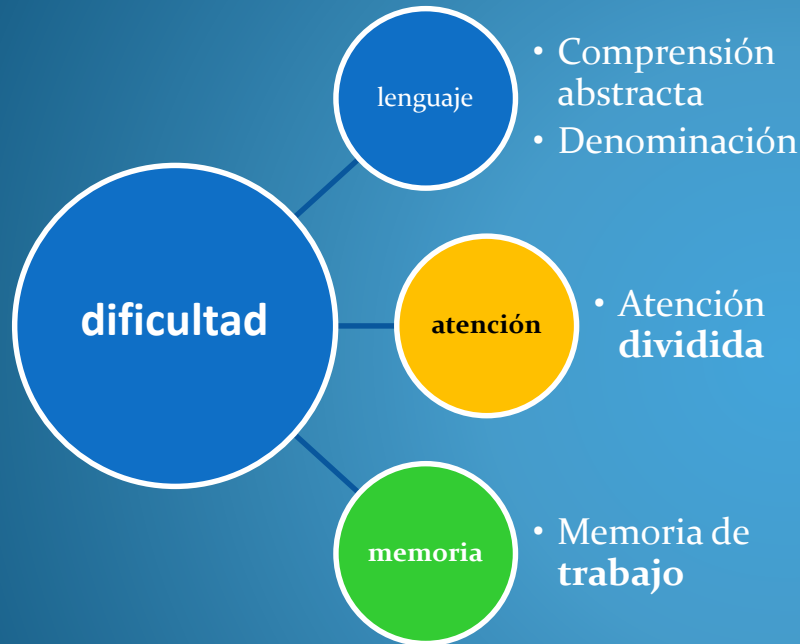 lenguaje
• Comprensión
abstracta
• Denominación
dificultad
atención
• Atención
dividida
memoria
• Memoria de
trabajo